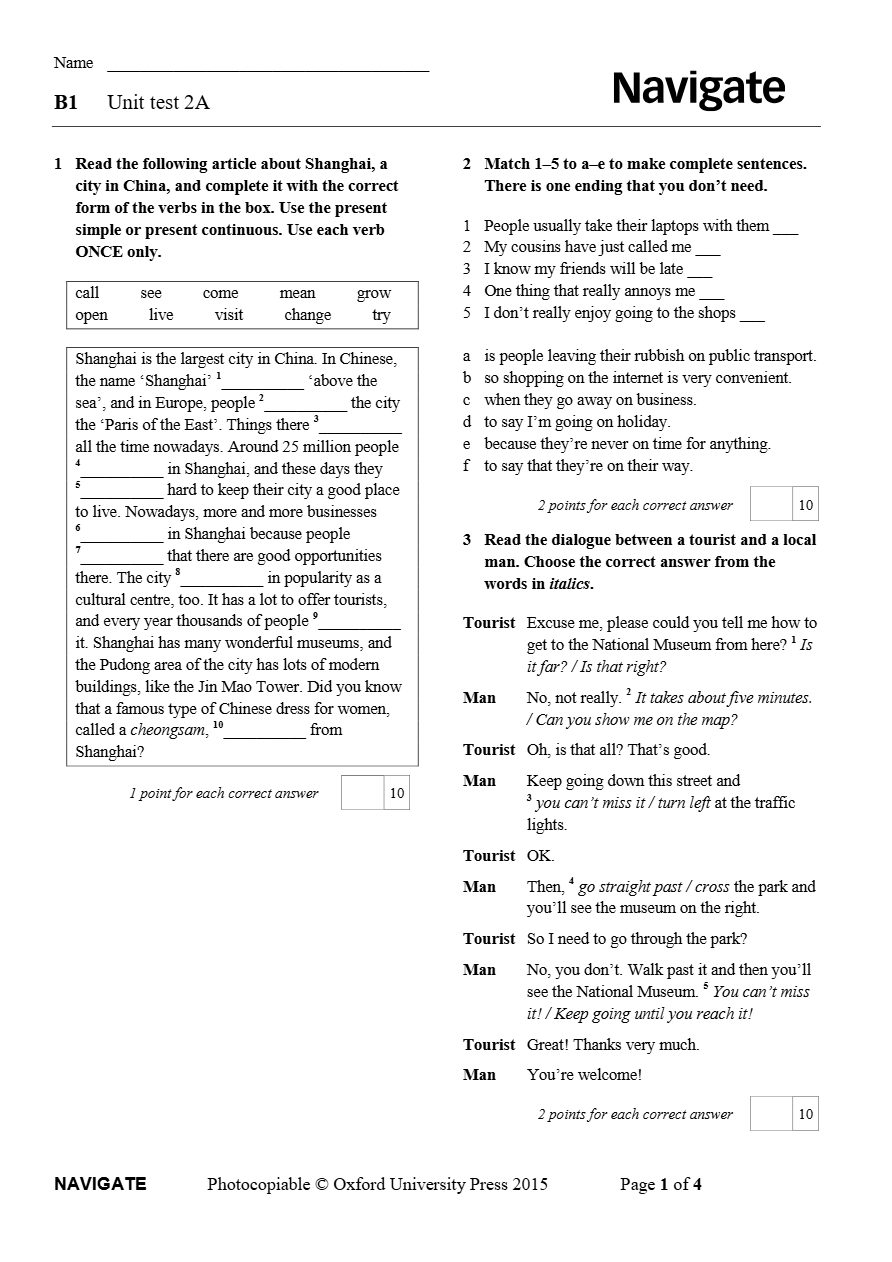 Name ____________________________________
Navigate
B1 Unit test 2A
1 Read the following article about Shanghai, a
city in China, and complete it with the correct
form of the verbs in the box. Use the present
simple or present continuous. Use each verb
ONCE only.
call see come mean grow
open live visit change try
Shanghai is the largest city in China. In Chinese,
the name ‘Shanghai’ 1__________ ‘above the
sea’, and in Europe, people 2__________ the city
the ‘Paris of the East’. Things there 3__________
all the time nowadays. Around 25 million people
4__________ in Shanghai, and these days they
5__________ hard to keep their city a good place
to live. Nowadays, more and more businesses
6__________ in Shanghai because people
7__________ that there are good opportunities
there. The city 8__________ in popularity as a
cultural centre, too. It has a lot to offer tourists,
and every year thousands of people 9__________
it. Shanghai has many wonderful museums, and
the Pudong area of the city has lots of modern
buildings, like the Jin Mao Tower. Did you know
that a famous type of Chinese dress for women,
called a cheongsam, 10__________ from
Shanghai?
1 point for each correct answer 10
2 Match 1–5 to a–e to make complete sentences.
There is one ending that you don’t need.
1 People usually take their laptops with them ___
2 My cousins have just called me ___
3 I know my friends will be late ___
4 One thing that really annoys me ___
5 I don’t really enjoy going to the shops ___
a is people leaving their rubbish on public transport.
b so shopping on the internet is very convenient.
c when they go away on business.
d to say I’m going on holiday.
e because they’re never on time for anything.
f to say that they’re on their way.
2 points for each correct answer 10
3 Read the dialogue between a tourist and a local
man. Choose the correct answer from the
words in italics.
Tourist Excuse me, please could you tell me how to
get to the National Museum from here? 1 Is
it far? / Is that right?
Man No, not really. 2 It takes about five minutes.
/ Can you show me on the map?
Tourist Oh, is that all? That’s good.
Man Keep going down this street and
3 you can’t miss it / turn left at the traffic
lights.
Tourist OK.
Man Then, 4 go straight past / cross the park and
you’ll see the museum on the right.
Tourist So I need to go through the park?
Man No, you don’t. Walk past it and then you’ll
see the National Museum. 5 You can’t miss
it! / Keep going until you reach it!
Tourist Great! Thanks very much.
Man You’re welcome!
2 points for each correct answer 10
NAVIGATE Photocopiable © Oxford University Press 2015 Page 1 of 4